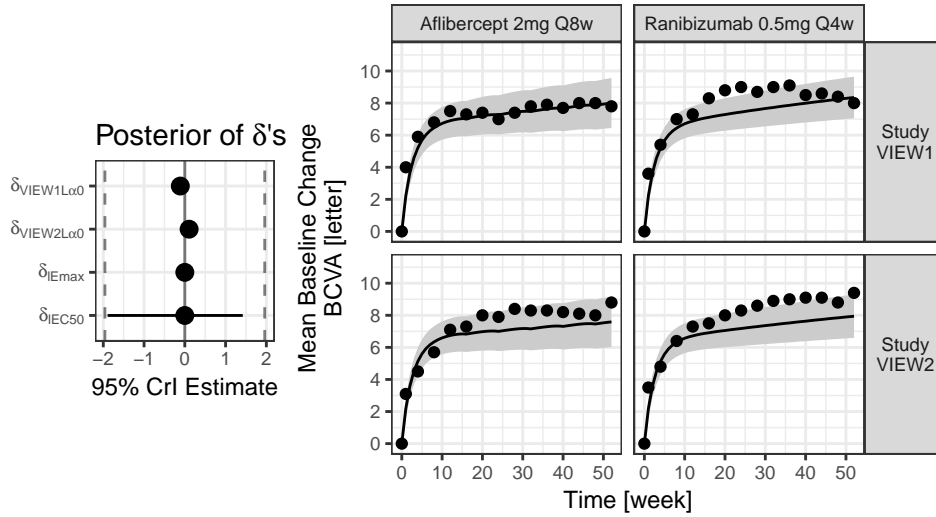 Posterior of δ's
δVIEW1Lα0
δVIEW2Lα0
δlEmax
δlEC50
−2 −1 0 1 2
95% CrI Estimate
Aflibercept 2mg Q8w
Ranibizumab 0.5mg Q4w
Mean Baseline Change
BCVA [letter]
10
8
6
4
2
0
Study
VIEW1
10
8
6
4
2
0
Study
VIEW2
0 10 20 30 40 50
0 10 20 30 40 50
Time [week]